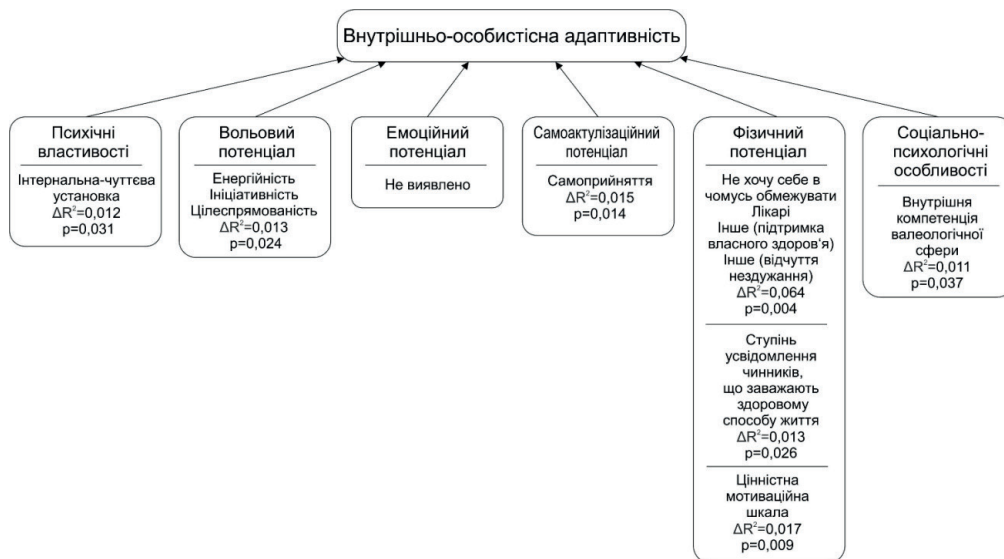 Внутрішньо-особистісна адаптивність
Психічні
властивості
Інтернальна-чуттєва
установка
ΔR²=0,012
p=0,031
Вольовий
потенціал
Енергійність
Ініціативність
Цілеспрямованість
ΔR²=0,013
p=0,024
Емоційний
потенціал
Не виявлено
Самоактулізаційний
потенціал
Самоприйняття
ΔR²=0,015
p=0,014
Фізичний
потенціал
Не хочу себе в
чомусь обмежувати
Лікарі
Інше (підтримка
власного здоров'я)
Інше (відчуття
нездужання)
ΔR²=0,064
p=0,004
Ступінь
усвідомлення
чинників,
що заважають
здоровому
способу життя
ΔR²=0,013
p=0,026
Цінністна
мотиваційна
шкала
ΔR²=0,017
p=0,009
Соціально-
психологічні
особливості
Внутрішня
компетенція
валеологічної
сфери
ΔR²=0,011
p=0,037